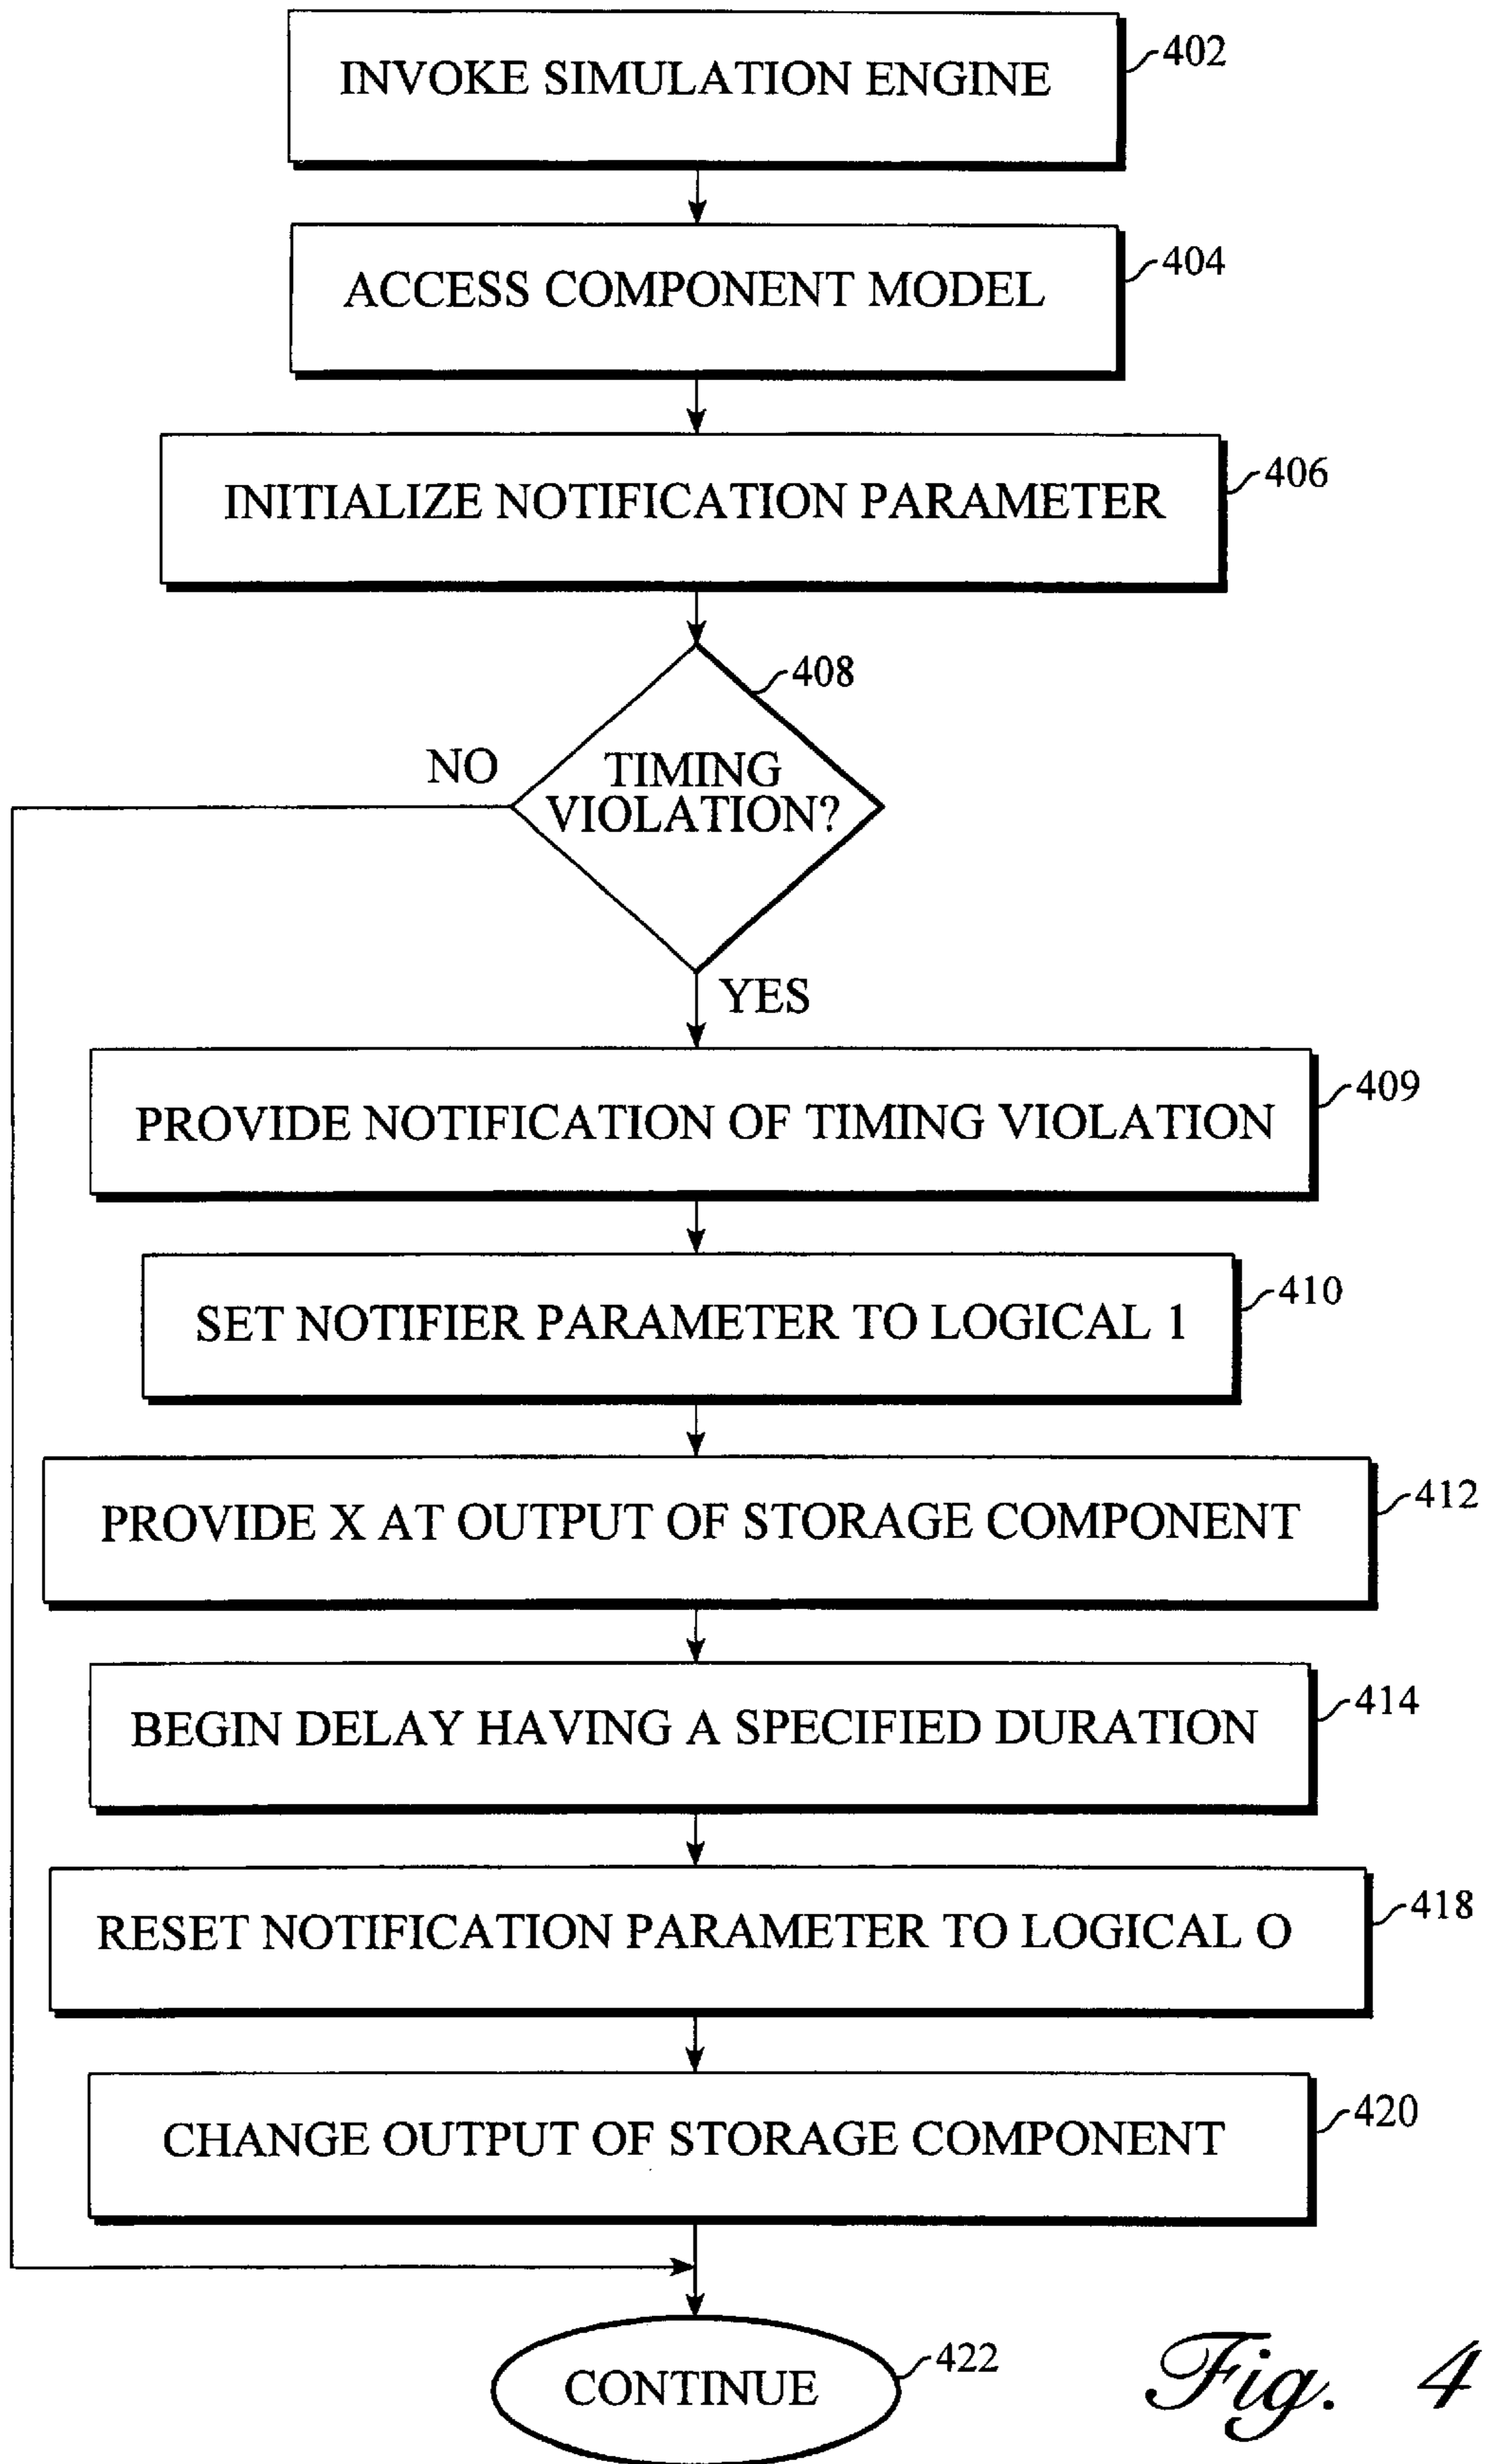 INVOKE SIMULATION ENGINE
402
ACCESS COMPONENT MODEL
404
INITIALIZE NOTIFICATION PARAMETER
406
408
NO
TIMING
VIOLATION?
YES
PROVIDE NOTIFICATION OF TIMING VIOLATION
409
SET NOTIFIER PARAMETER TO LOGICAL 1
410
PROVIDE X AT OUTPUT OF STORAGE COMPONENT
412
BEGIN DELAY HAVING A SPECIFIED DURATION
414
RESET NOTIFICATION PARAMETER TO LOGICAL O
418
CHANGE OUTPUT OF STORAGE COMPONENT
420
CONTINUE
422
Fig. 4